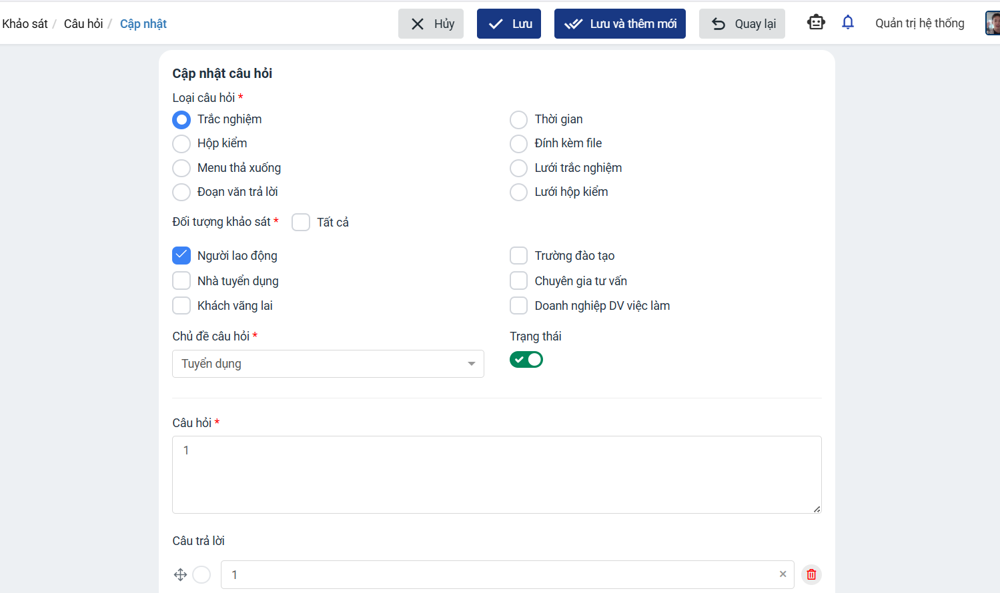 Khảo sát / Câu hỏi / Cập nhật
Hủy
Lưu
Lưu và thêm mới
Quay lại
Quản trị hệ thống
Cập nhật câu hỏi
Loại câu hỏi *
Trắc nghiệm
Thời gian
Hộp kiểm
Đính kèm file
Menu thả xuống
Lưới trắc nghiệm
Đoạn văn trả lời
Lưới hộp kiểm
Đối tượng khảo sát *
Tất cả
Người lao động
Trường đào tạo
Nhà tuyển dụng
Chuyên gia tư vấn
Khách vãng lai
Doanh nghiệp DV việc làm
Chủ đề câu hỏi *
Trạng thái
Tuyển dụng
Câu hỏi *
1
Câu trả lời
1